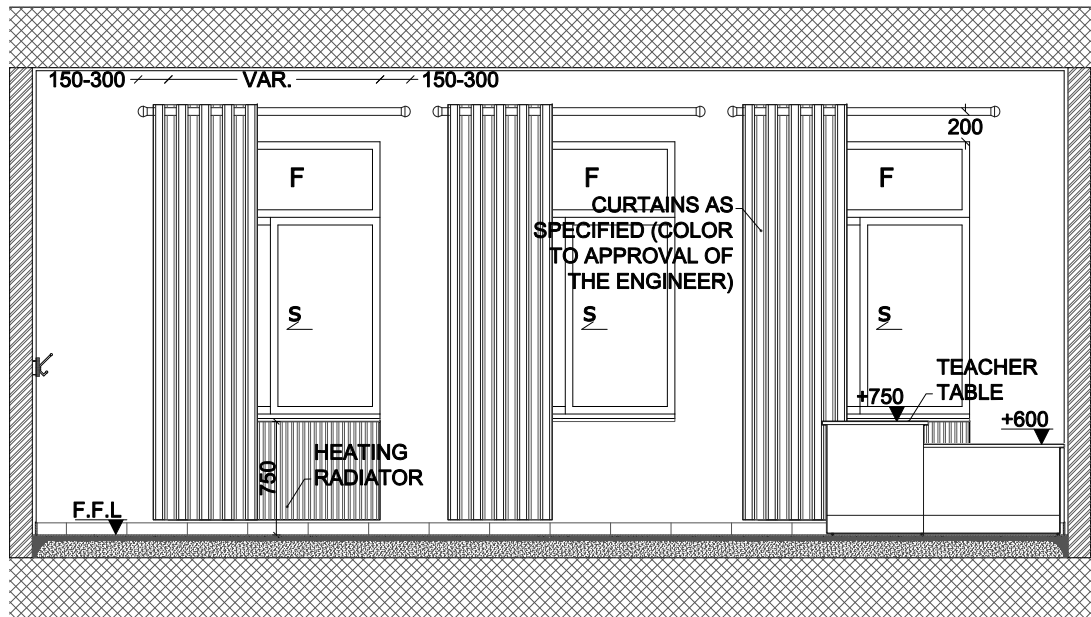 150-300
VAR.
150-300
200
F
F
F
CURTAINS AS
SPECIFIED (COLOR
TO APPROVAL OF
THE ENGINEER)
S
S
S
TEACHER
TABLE
+750
+600
HEATING
RADIATOR
750
F.F.L